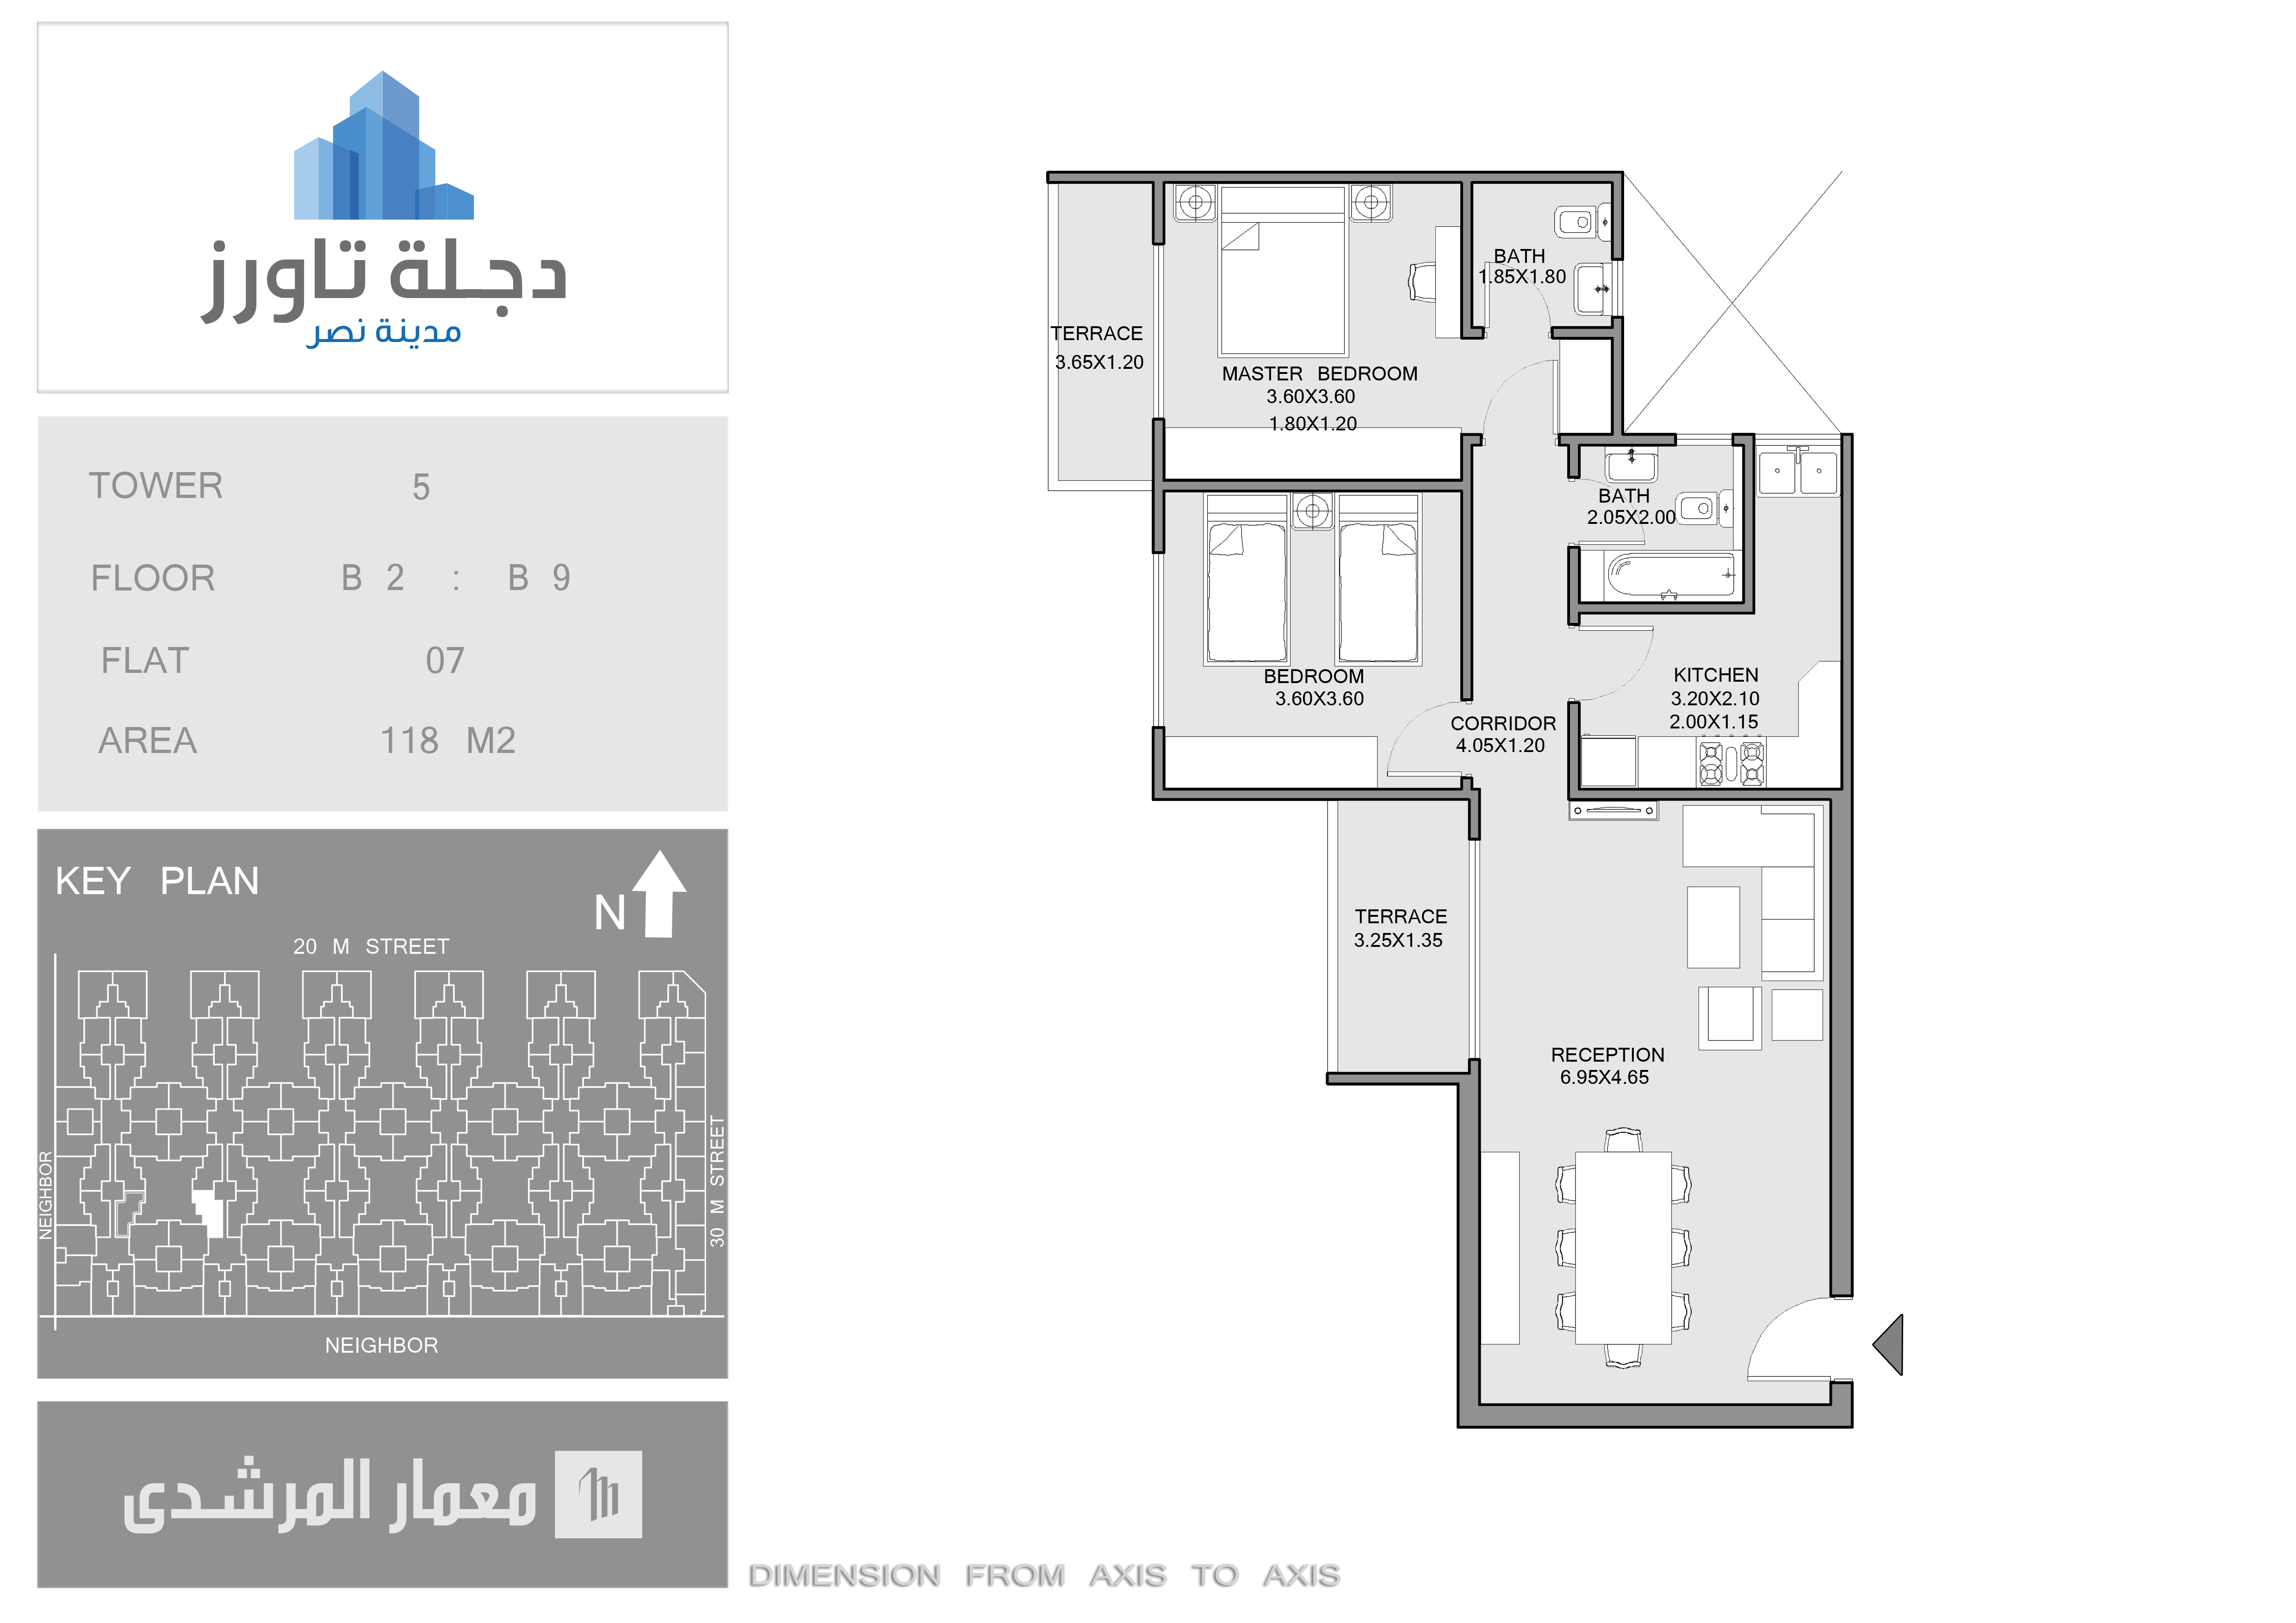 دجلة تاورز
مدينة نصر
TOWER 5
FLOOR B 2 : B 9
FLAT 07
AREA 118 M2
KEY PLAN
N
20 M STREET
NEIGHBOR
30 M STREET
NEIGHBOR
معمار المرشدى
BATH
1.85X1.80
TERRACE
3.65X1.20
MASTER BEDROOM
3.60X3.60
1.80X1.20
BATH
2.05X2.00
BEDROOM
3.60X3.60
KITCHEN
3.20X2.10
2.00X1.15
CORRIDOR
4.05X1.20
TERRACE
3.25X1.35
RECEPTION
6.95X4.65
DIMENSION FROM AXIS TO AXIS